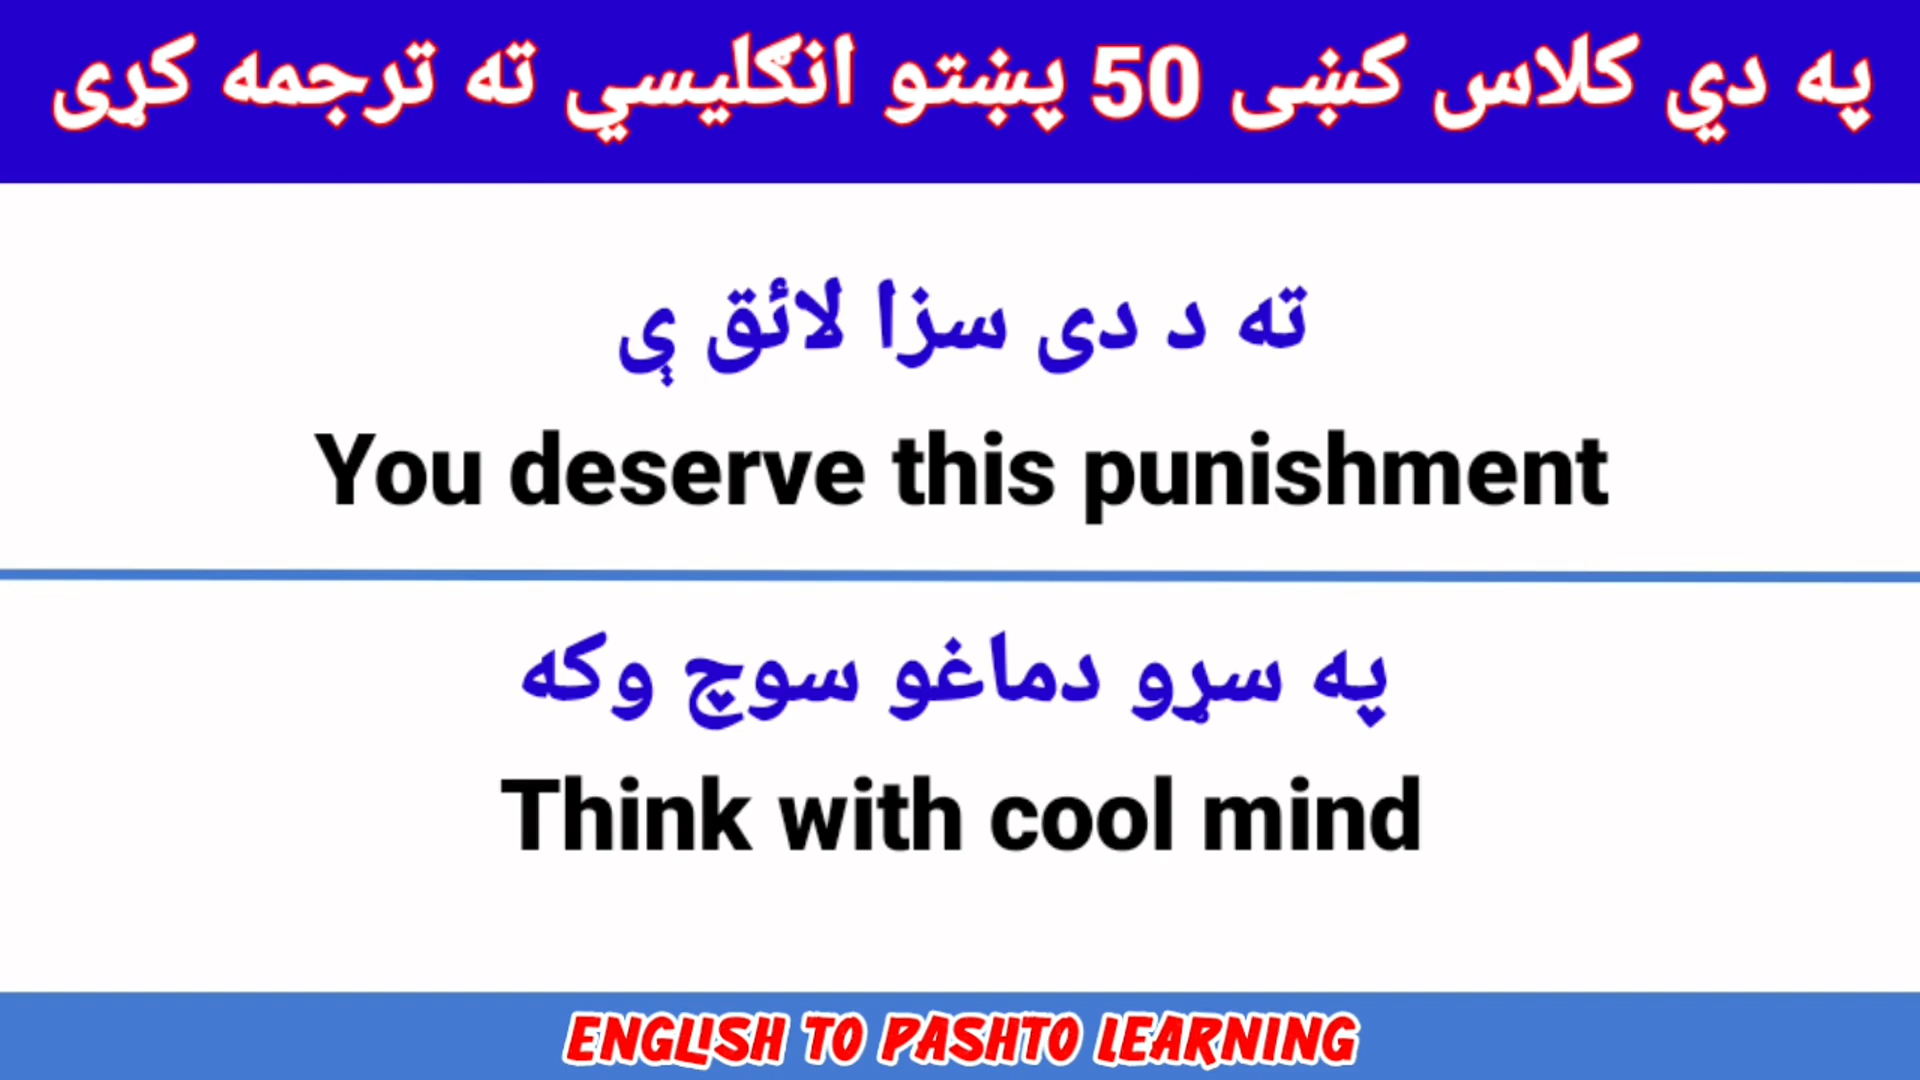 په دي کلاس کښی 50 پښتو انګلیسي ته ترجمه کړی
ته د دی سزا لائق ې
You deserve this punishment
په سړو دماغو سوچ وکه
Think with cool mind
ENGLISH TO PASHTO LEARNING